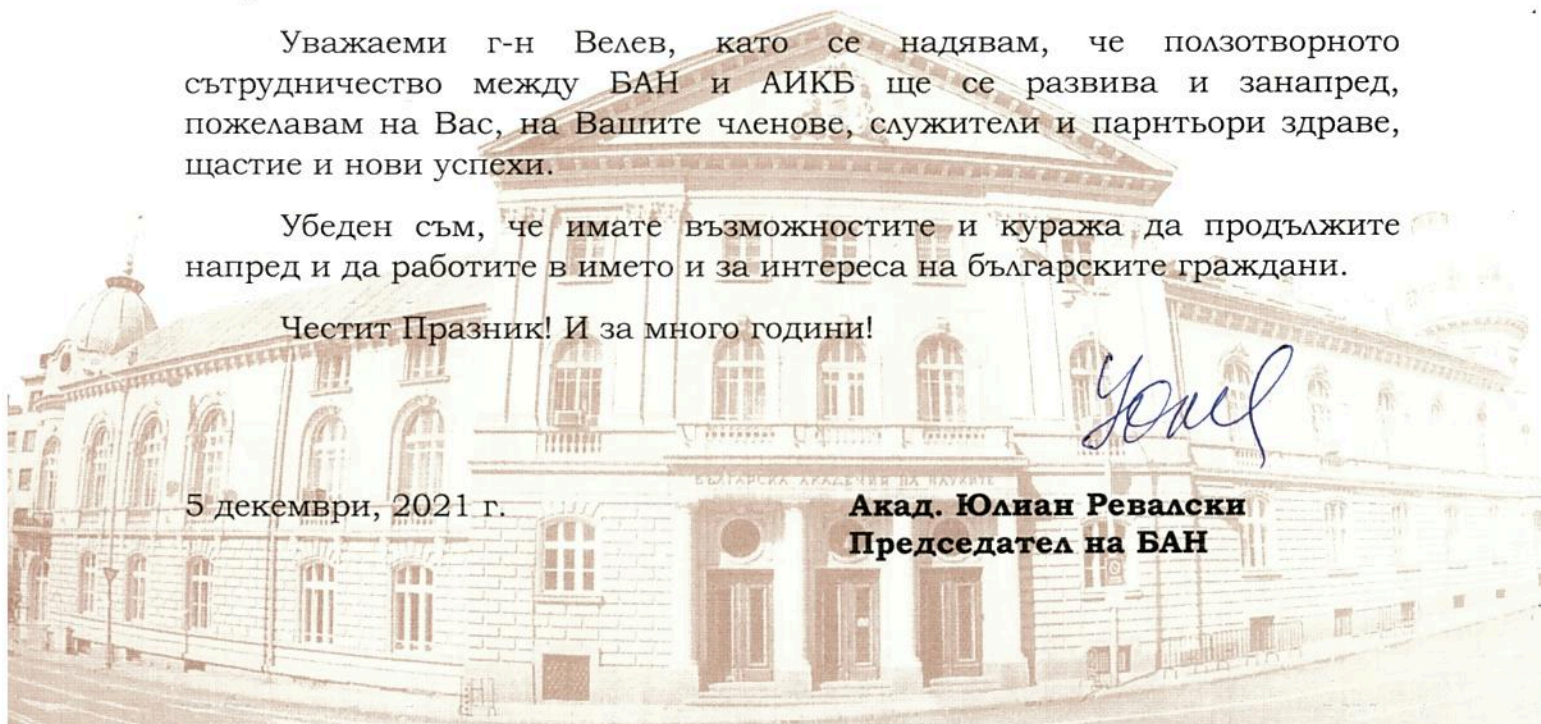 Уважаеми г-н Велев, като се надявам, че ползотворното
сътрудничество между БАН и АИКБ ще се развива и занапред,
пожелавам на Вас, на Вашите членове, служители и парнтьори здраве,
щастие и нови успехи.
Убеден съм, че имате възможностите и куража да продължите
напред и да работите в името и за интереса на българските граждани.
Честит Празник! И за много години!
БЪЛГАРСКА АКАДЕМИЯ НА НАУКИТЕ
5 декември, 2021 г.
Акад. Юлиан Ревалски
Председател на БАН